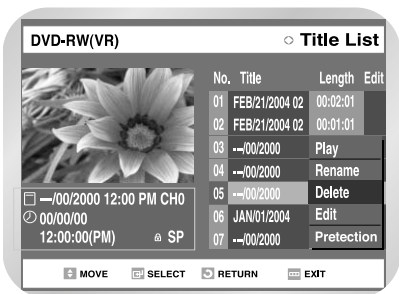 DVD-RW(VR) Title List
No. Title Length Edit
01 FEB/21/2004 02 00:02:01
02 FEB/21/2004 02 00:01:01
03 --/00/2000 Play
04 --/00/2000 Rename
05 --/00/2000 Delete
06 JAN/01/2004 Edit
07 --/00/2000 Pretection
--/00/2000 12:00 PM CH0
00/00/00
12:00:00(PM) SP
MOVE SELECT RETURN EXIT